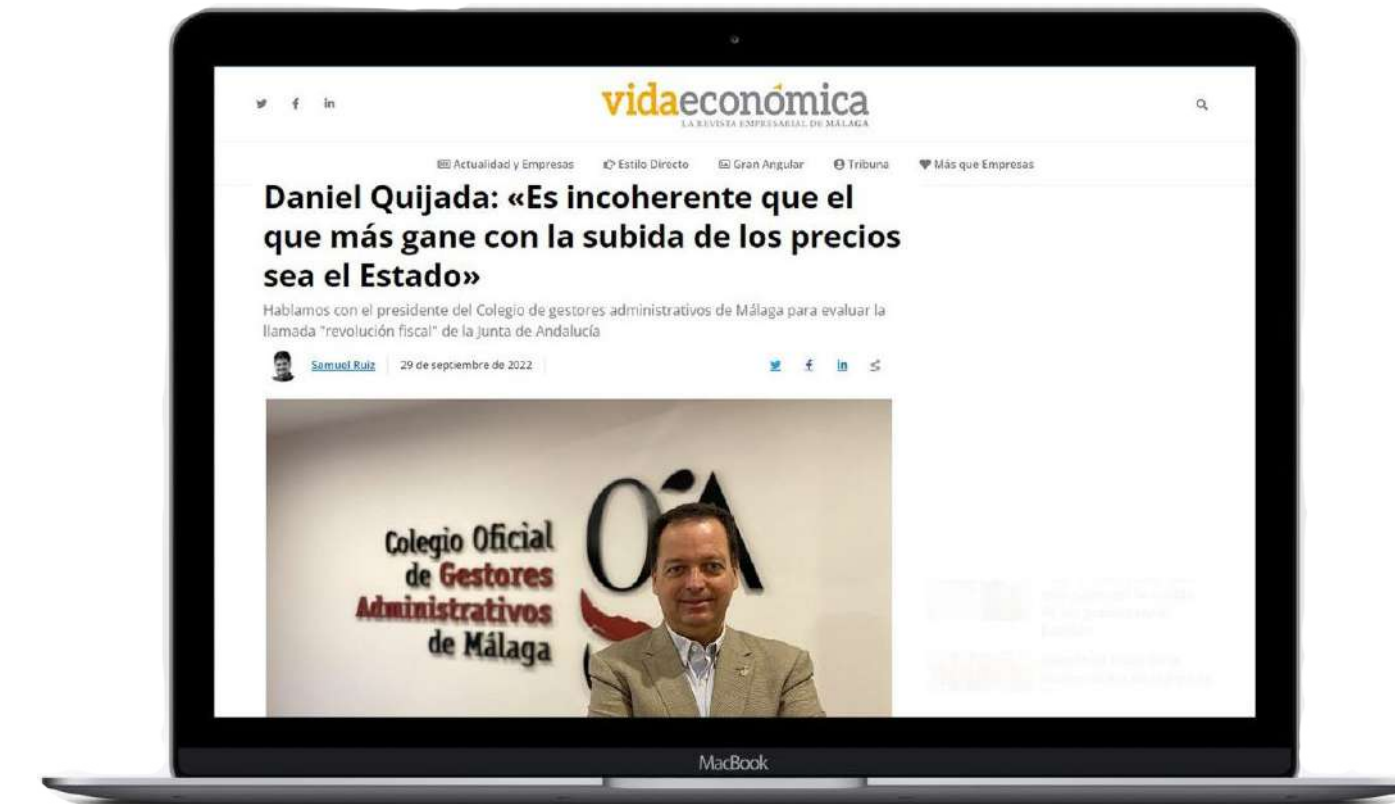 vidaeconómica
LA REVISTA EMPRESARIAL DE MÁLAGA
Actualidad y Empresas Estilo Directo Gran Angular Tribuna Más que Empresas
Daniel Quijada: «Es incoherente que el
que más gane con la subida de los precios
sea el Estado»
Hablamos con el presidente del Colegio de gestores administrativos de Málaga para evaluar la
llamada "revolución fiscal" de la Junta de Andalucía
Samuel Ruiz 29 de septiembre de 2022
Colegio Oficial
de Gestores
Administrativos
de Málaga
MacBook